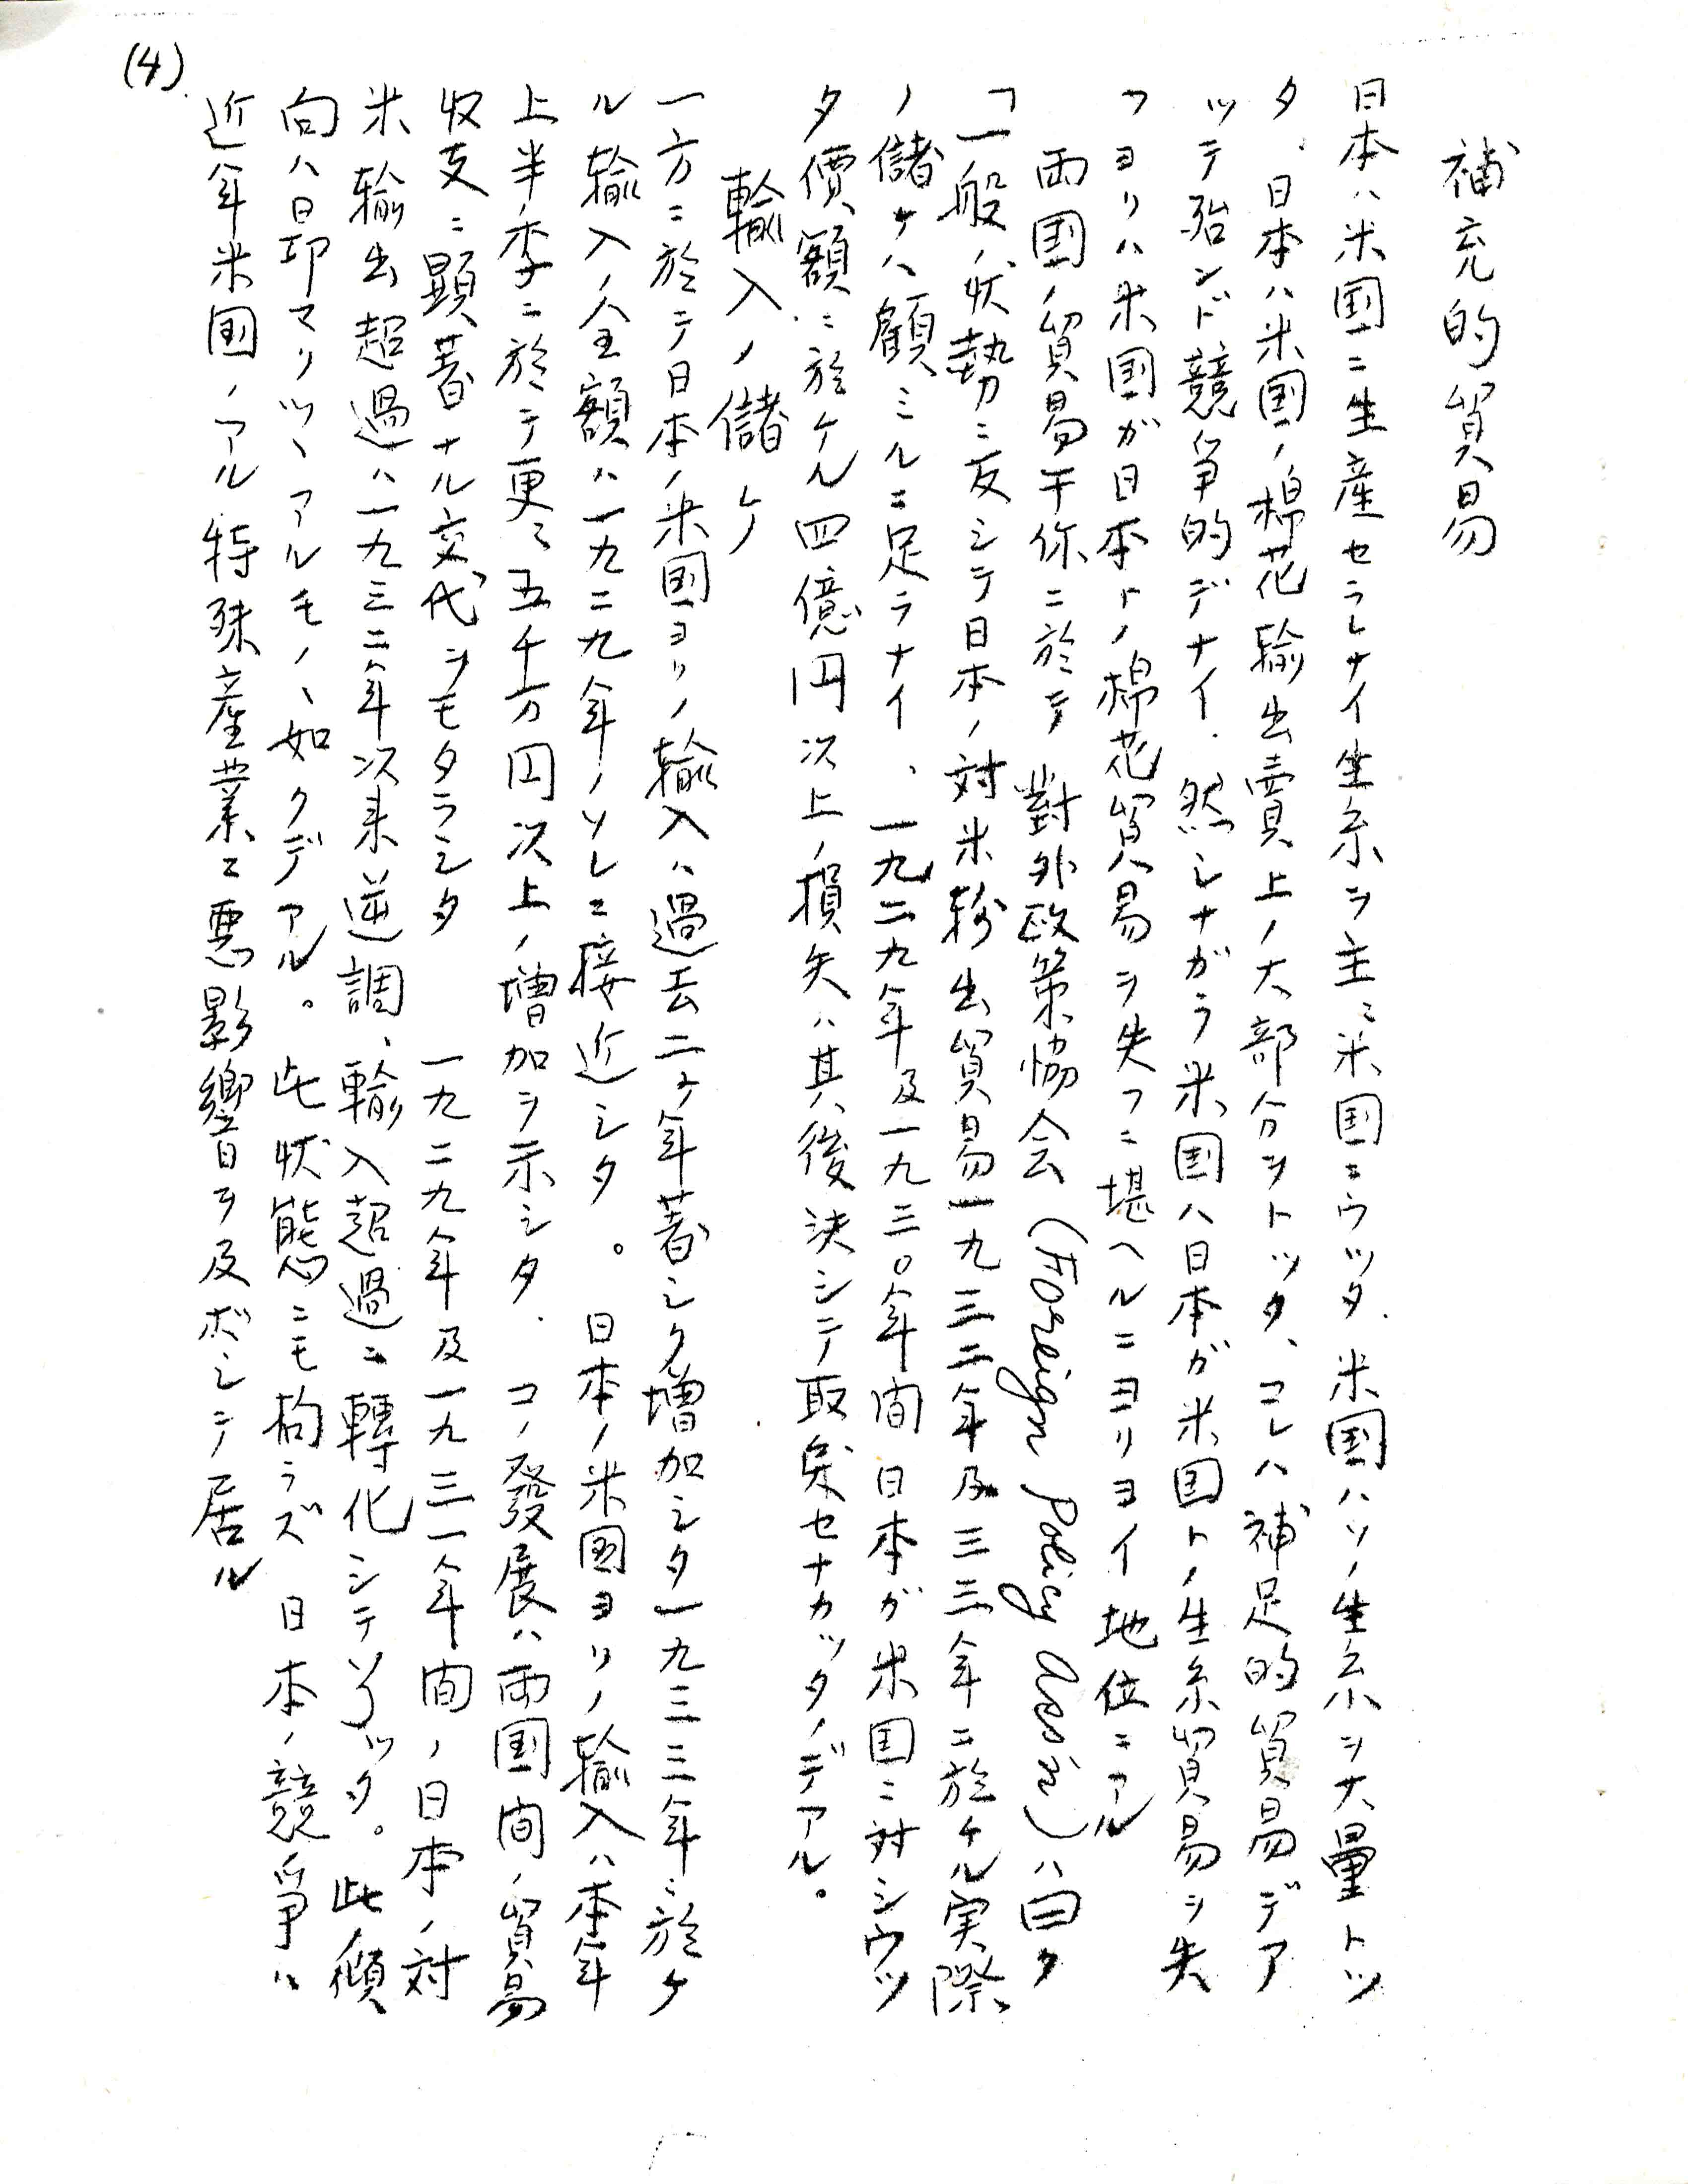 補充的貿易
日本ハ米国ニ生産セラレナイ生糸ヲ主ニ米国ニウッタ.米国ハソノ生糸ヲ大量トッ
タ、日本ハ米国ノ棉花輸出賣上ノ大部分ヲトッタ、コレハ補足的貿易デア
ッテ殆ンド競争的デナイ.然シナガラ米国ハ日本ガ米国トノ生糸貿易ヲ失
フヨリハ米国ガ日本トノ棉花貿易ヲ失フニ堪ヘルニヨリヨイ地位ニアル
両国ノ貿易干係ニ於テ對外政策協会(Foreign Policy Assn)ハ曰ク
「一般ノ状勢ニ反シテ日本ノ対米輸出貿易一九三二年及三三年ニ於ケル実際
ノ儲ケハ顧ミルニ足ラナイ、一九二九年及一九三〇年間日本ガ米国ニ対シウッ
タ價額ニ於ケル四億円以上ノ損失ハ其後決シテ取戻セナカッタノデアル。
輸入ノ儲ケ
一方ニ於テ日本ノ米国ヨリノ輸入ハ過去二ケ年著シク増加シタ一九三三年ニ於ケ
ル輸入ノ全額ハ一九二九年ノソレニ接近シタ。日本ノ米国ヨリノ輸入ハ本年
上半季ニ於テ更ニ五千万円以上ノ増加ヲ示シタ.コノ發展ハ両国間ノ貿易
収支ニ顕著ナル交代ヲモタラシタ 一九二九年及一九三一年間ノ日本ノ対
米輸出超過ハ一九三二年以来逆調、輸入超過ニ轉化シテ了ッタ。此傾
向ハ日印マリツヽアルモノヽ如クデアル。此状態ニモ拘ラズ日本ノ競争ハ
近年米国ノアル特殊産業ニ悪影響ヲ及ボシテ居ル
(4)